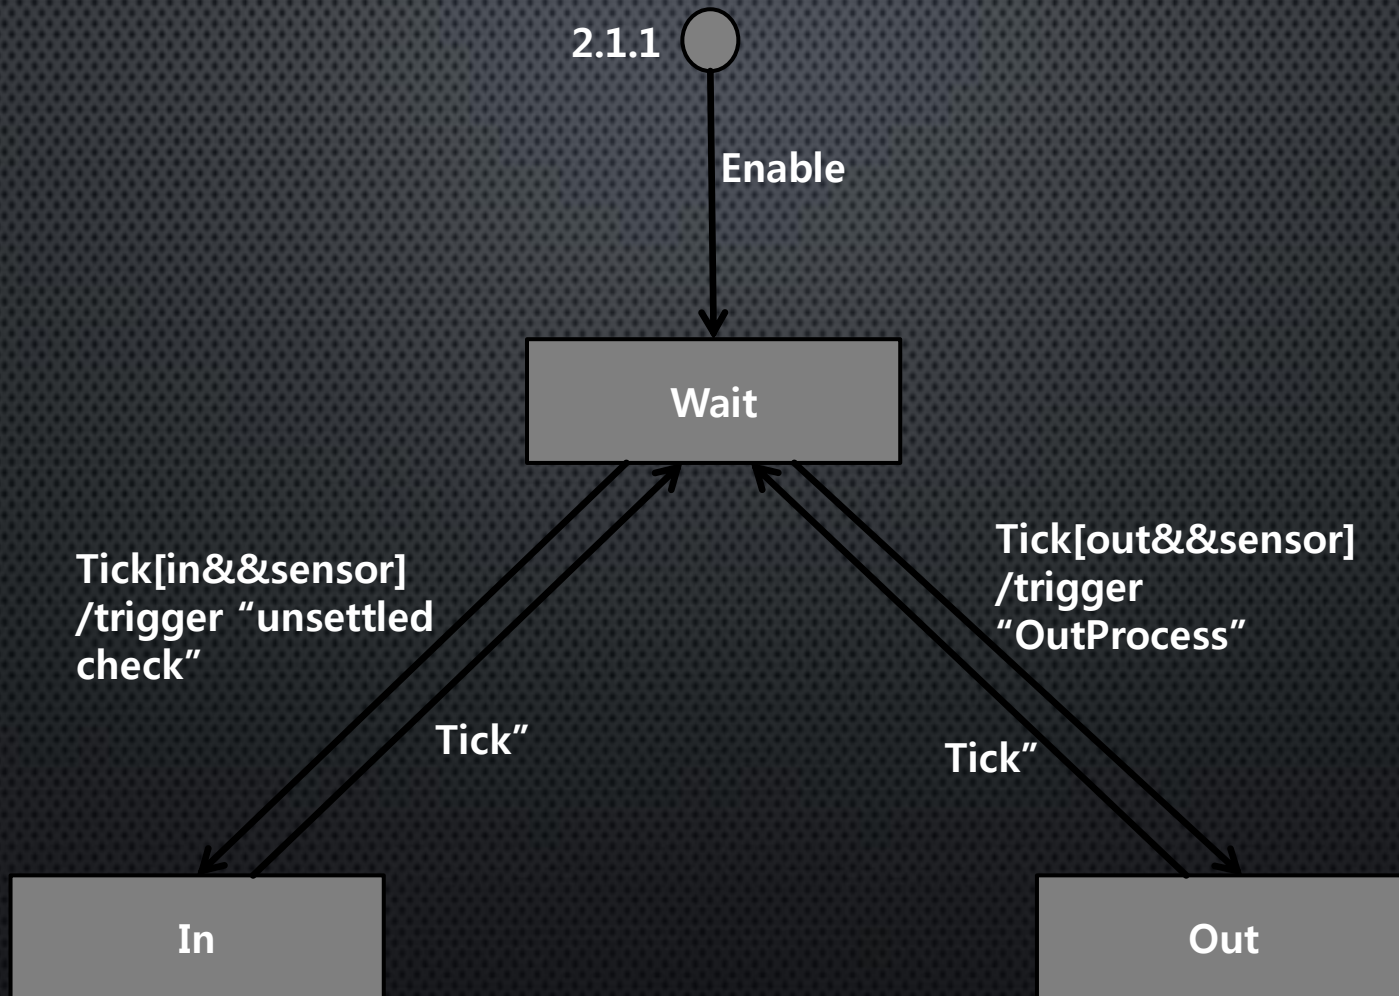 2.1.1
Enable
Wait
Tick[in&&sensor]
/trigger “unsettled
check”
Tick[out&&sensor]
/trigger
“OutProcess”
Tick”
Tick”
In
Out